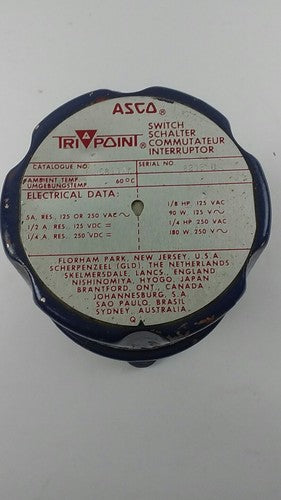 ASCO®
TRI POINT®
SWITCH
SCHALTER
COMMUTATEUR
INTERRUPTOR
CATALOGUE NO.
SERIAL NO.
AMBIENT TEMP.
UMGEBUNGSTEMP. 60°C
ELECTRICAL DATA:
5A. RES. 125 OR 250 VAC
1/2 A. RES. 125 VDC
1/4 A. RES. 250 VDC
1/8 HP. 125 VAC
90 W. 125 V
1/4 HP. 250 VAC
180 W. 250 V
FLORHAM PARK, NEW JERSEY, U.S.A.
SCHERPENZEEL (GLD) THE NETHERLANDS
SKELMERSDALE, LANCS, ENGLAND
NISHINOMIYA, HYOGO, JAPAN
BRANTFORD, ONT., CANADA
JOHANNESBURG, S.A.
SAO PAULO, BRASIL
SYDNEY, AUSTRALIA
Q